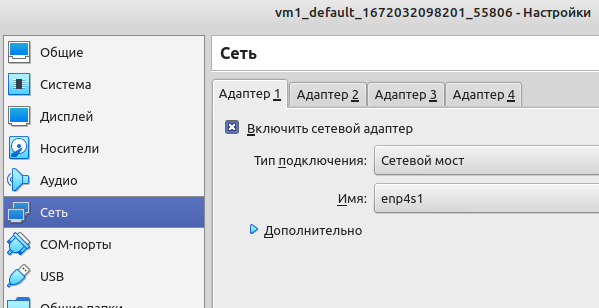 vm1_default_1672032098201_55806 - Настройки
Общие
Система
Дисплей
Носители
Аудио
Сеть
COM-порты
USB
Общие папки
Сеть
Адаптер 1 Адаптер 2 Адаптер 3 Адаптер 4
Включить сетевой адаптер
Тип подключения: Сетевой мост
Имя: enp4s1
Дополнительно